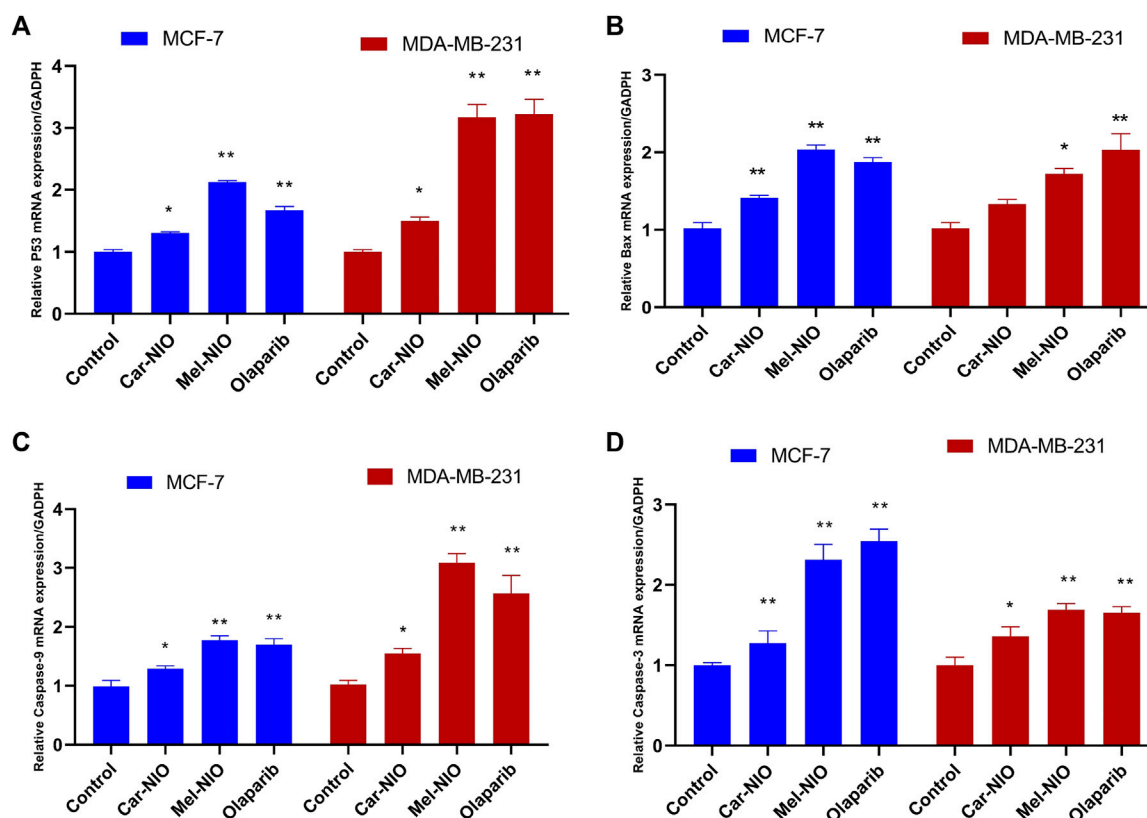 A
MCF-7
MDA-MB-231
Relative P53 mRNA expression/GADPH
4
3
2
1
0
*
**
**
*
**
**
Control
Car-NIO
Mel-NIO
Olaparib
Control
Car-NIO
Mel-NIO
Olaparib
B
MCF-7
MDA-MB-231
Relative Bax mRNA expression/GADPH
3
2
1
0
**
**
**
*
**
Control
Car-NIO
Mel-NIO
Olaparib
Control
Car-NIO
Mel-NIO
Olaparib
C
MCF-7
MDA-MB-231
Relative Caspase-9 mRNA expression/GADPH
4
3
2
1
0
*
**
**
*
**
**
Control
Car-NIO
Mel-NIO
Olaparib
Control
Car-NIO
Mel-NIO
Olaparib
D
MCF-7
MDA-MB-231
Relative Caspase-3 mRNA expression/GADPH
3
2
1
0
**
**
**
*
**
**
Control
Car-NIO
Mel-NIO
Olaparib
Control
Car-NIO
Mel-NIO
Olaparib